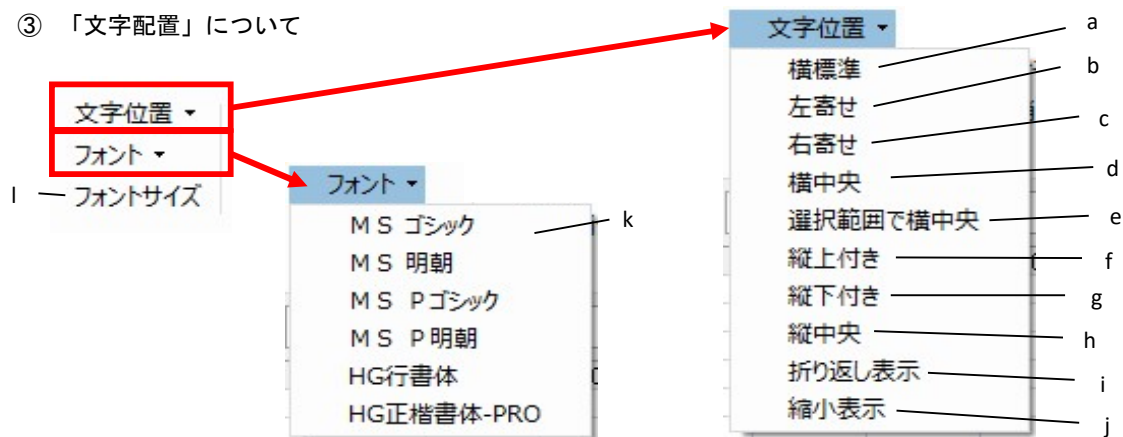 ③ 「文字配置」について
文字位置 ▾
フォント ▾
l フォントサイズ
フォント ▾
ＭＳ ゴシック k
ＭＳ 明朝
ＭＳ Ｐゴシック
ＭＳ Ｐ明朝
HG行書体
HG正楷書体-PRO
文字位置 ▾
横標準 a
左寄せ b
右寄せ c
横中央 d
選択範囲で横中央 e
縦上付き f
縦下付き g
縦中央 h
折り返し表示 i
縮小表示 j